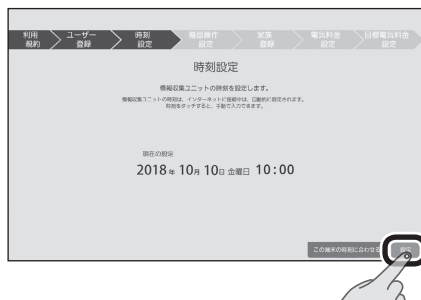 利用規約
ユーザー登録
時刻設定
機器操作設定
家族登録
電気料金設定
目標電気料金設定
時刻設定
情報収集ユニットの時刻を設定します。
情報収集ユニットの時刻は、インターネットに接続中は、自動的に設定されます。
時刻をタッチすると、手動で入力できます。
現在の設定
2018年 10月 10日 金曜日 10:00
この端末の時刻に合わせる
設定